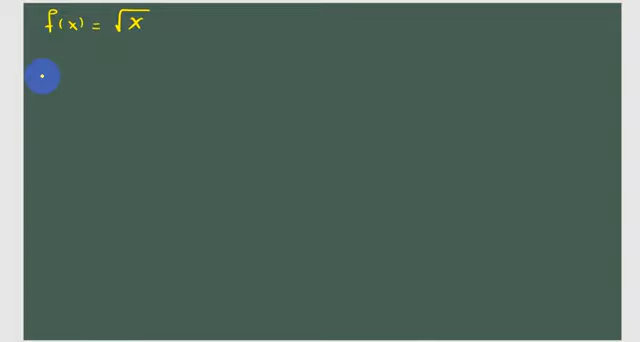 f(x) = √x